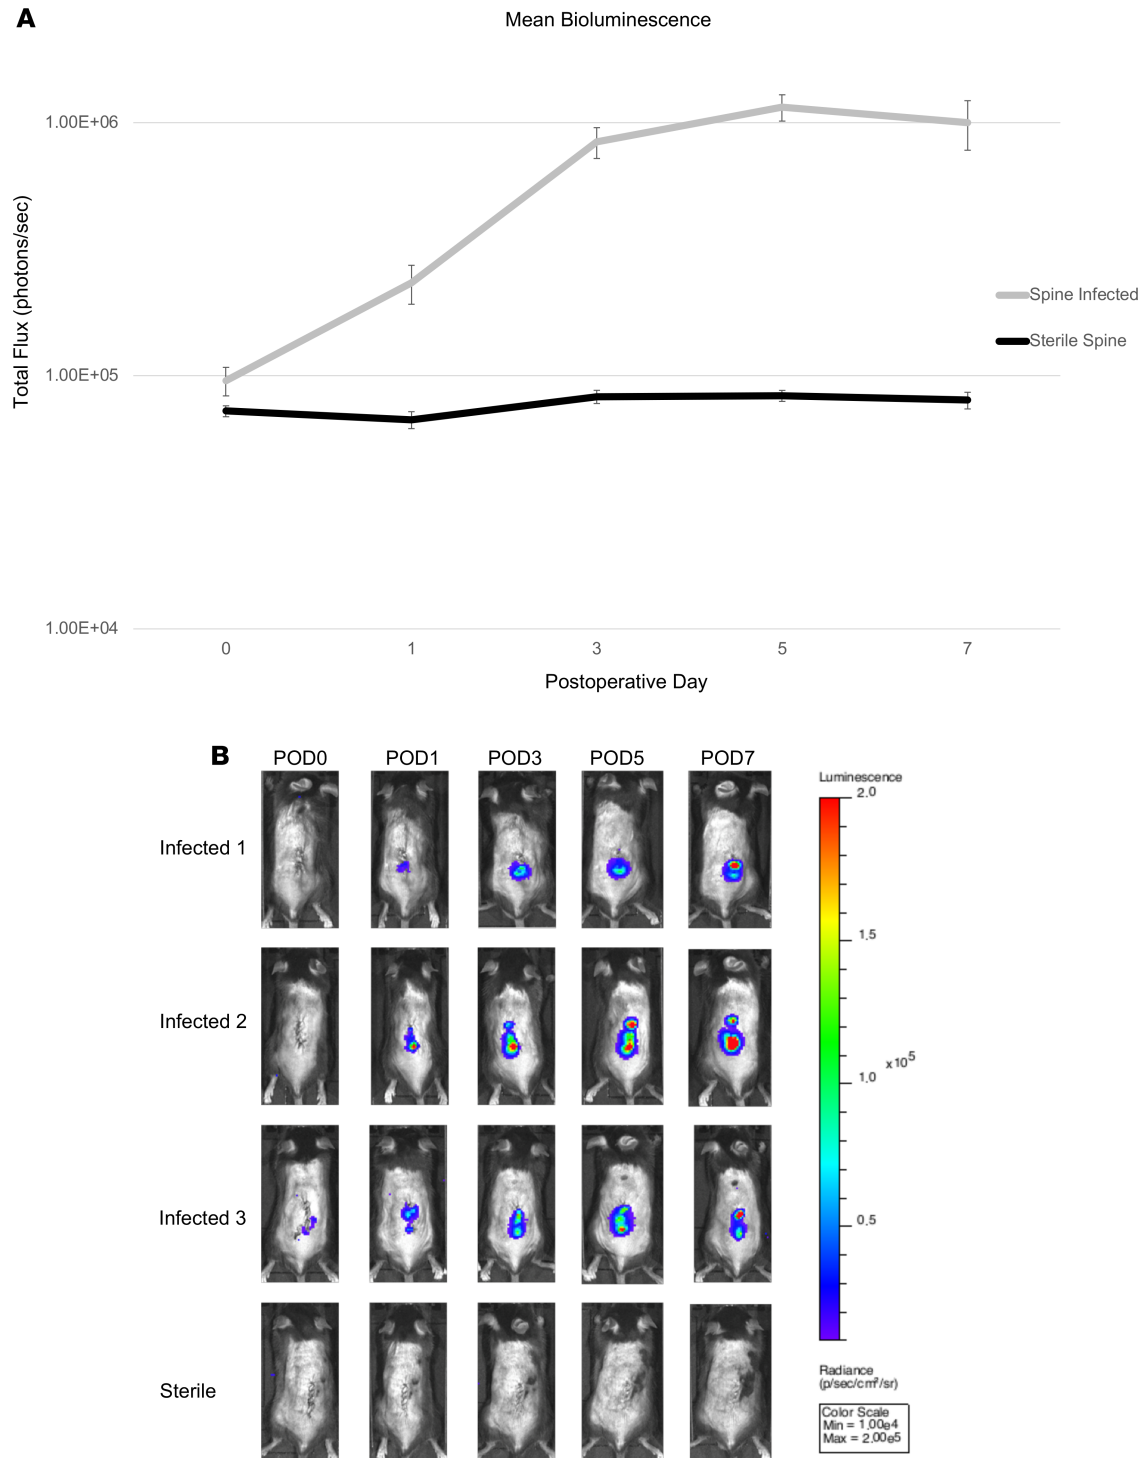 A
Mean Bioluminescence
1.00E+06
Total Flux (photons/sec)
Spine Infected
Sterile Spine
1.00E+05
1.00E+04
0 1 3 5 7
Postoperative Day
B
POD0 POD1 POD3 POD5 POD7
Luminescence
2.0
Infected 1
1.5
Infected 2
1.0
x10⁵
Infected 3
0.5
Sterile
Radiance
(p/sec/cm²/sr)
Color Scale
Min = 1.00e4
Max = 2.00e5